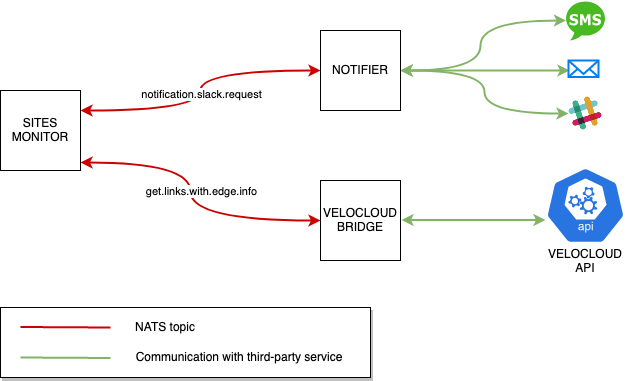 SMS
NOTIFIER
notification.slack.request
SITES
MONITOR
get.links.with.edge.info
VELOCLOUD
BRIDGE
api
VELOCLOUD
API
NATS topic
Communication with third-party service